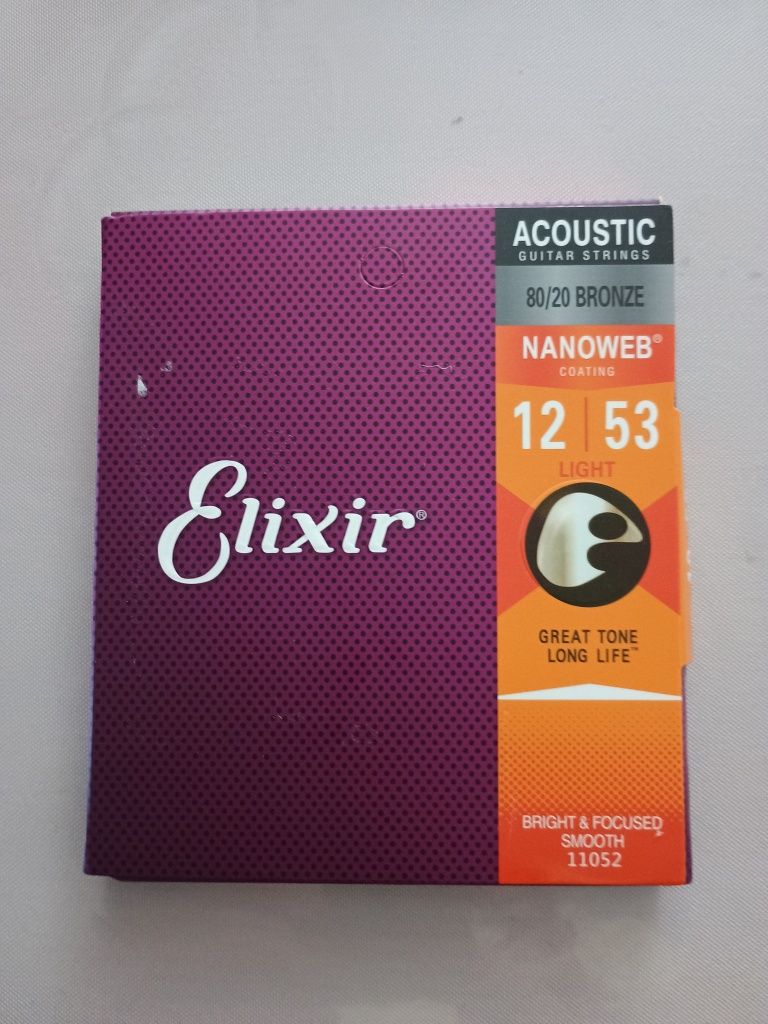 Elixir®
ACOUSTIC
GUITAR STRINGS
80/20 BRONZE
NANOWEB®
COATING
12 | 53
LIGHT
GREAT TONE
LONG LIFE™
BRIGHT & FOCUSED
SMOOTH
11052